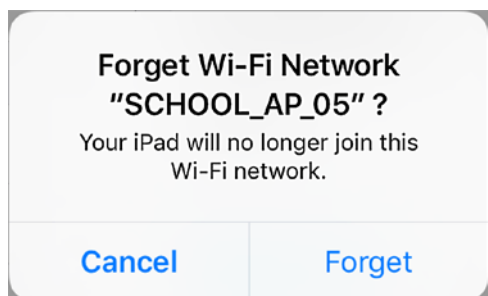 Forget Wi-Fi Network
"SCHOOL_AP_05" ?
Your iPad will no longer join this
Wi-Fi network.
Cancel
Forget